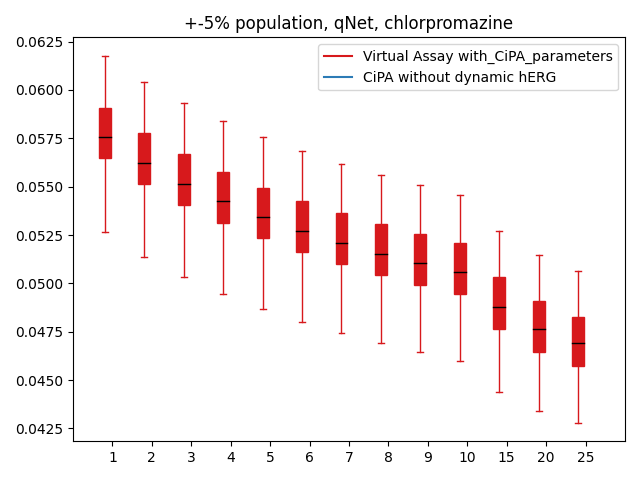 +-5% population, qNet, chlorpromazine
Virtual Assay with_CiPA_parameters
CiPA without dynamic hERG
0.0625
0.0600
0.0575
0.0550
0.0525
0.0500
0.0475
0.0450
0.0425
1 2 3 4 5 6 7 8 9 10 15 20 25